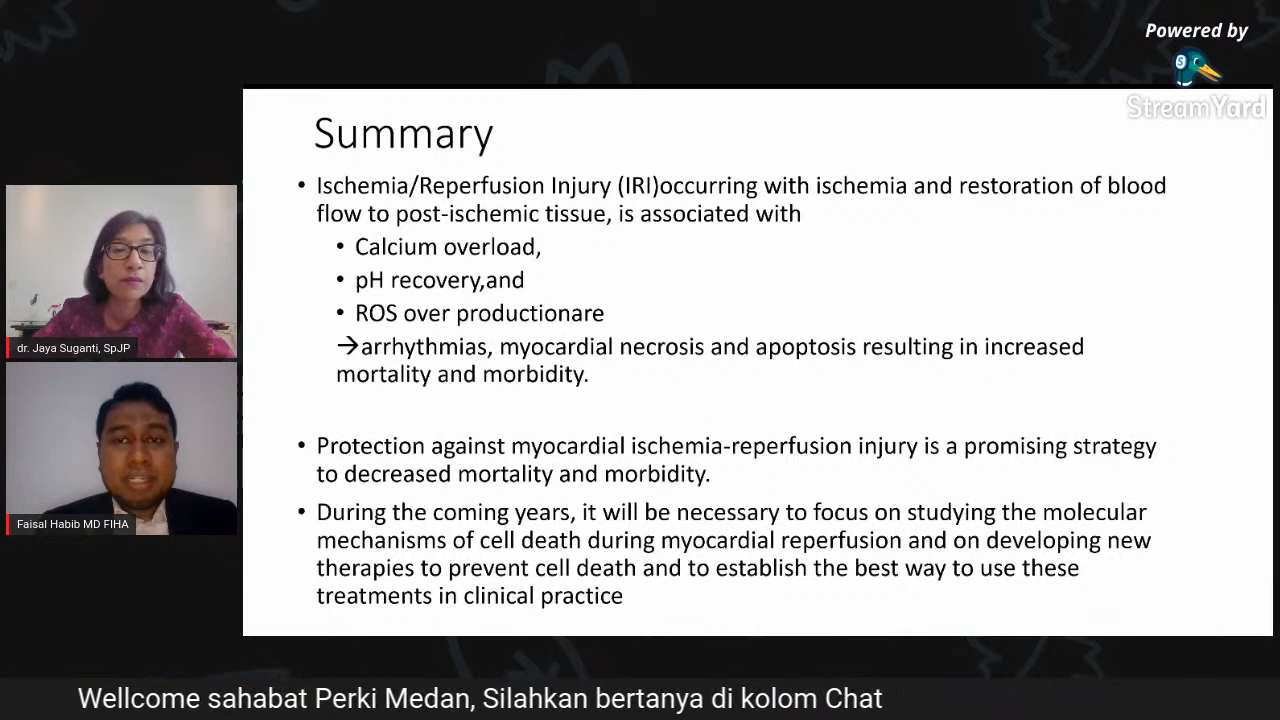 Powered by
S
StreamYard
Summary
• Ischemia/Reperfusion Injury (IRI)occurring with ischemia and restoration of blood
flow to post-ischemic tissue, is associated with
• Calcium overload,
• pH recovery,and
• ROS over productionare
→arrhythmias, myocardial necrosis and apoptosis resulting in increased
mortality and morbidity.
• Protection against myocardial ischemia-reperfusion injury is a promising strategy
to decreased mortality and morbidity.
• During the coming years, it will be necessary to focus on studying the molecular
mechanisms of cell death during myocardial reperfusion and on developing new
therapies to prevent cell death and to establish the best way to use these
treatments in clinical practice
dr. Jaya Suganti, SpJP
Faisal Habib MD FIHA
Wellcome sahabat Perki Medan, Silahkan bertanya di kolom Chat